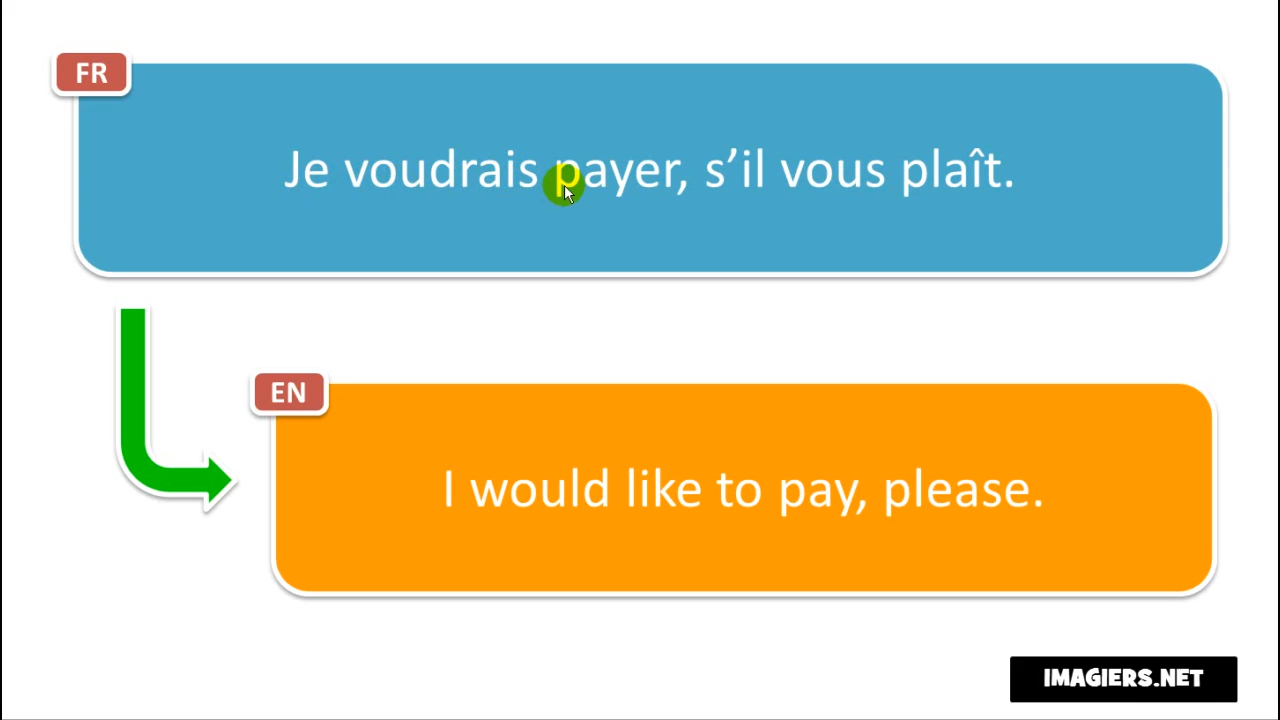 FR
Je voudrais payer, s’il vous plaît.
EN
I would like to pay, please.
IMAGIERS.NET